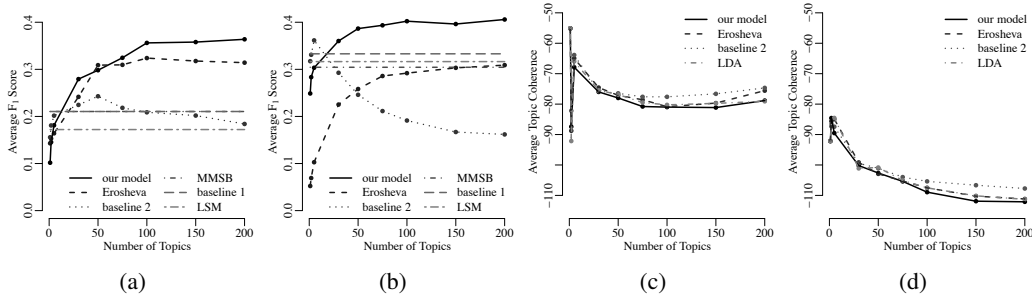 Average F1 Score
0.0 0.1 0.2 0.3 0.4
our model
Erosheva
baseline 2
MMSB
baseline 1
LSM
0 50 100 150 200
Number of Topics
(a)
Average F1 Score
0.0 0.1 0.2 0.3 0.4
our model
Erosheva
baseline 2
MMSB
baseline 1
LSM
0 50 100 150 200
Number of Topics
(b)
Average Topic Coherence
−110 −90 −80 −70 −60 −50
our model
Erosheva
baseline 2
LDA
0 50 100 150 200
Number of Topics
(c)
Average Topic Coherence
−110 −90 −80 −70 −60 −50
our model
Erosheva
baseline 2
LDA
0 50 100 150 200
Number of Topics
(d)